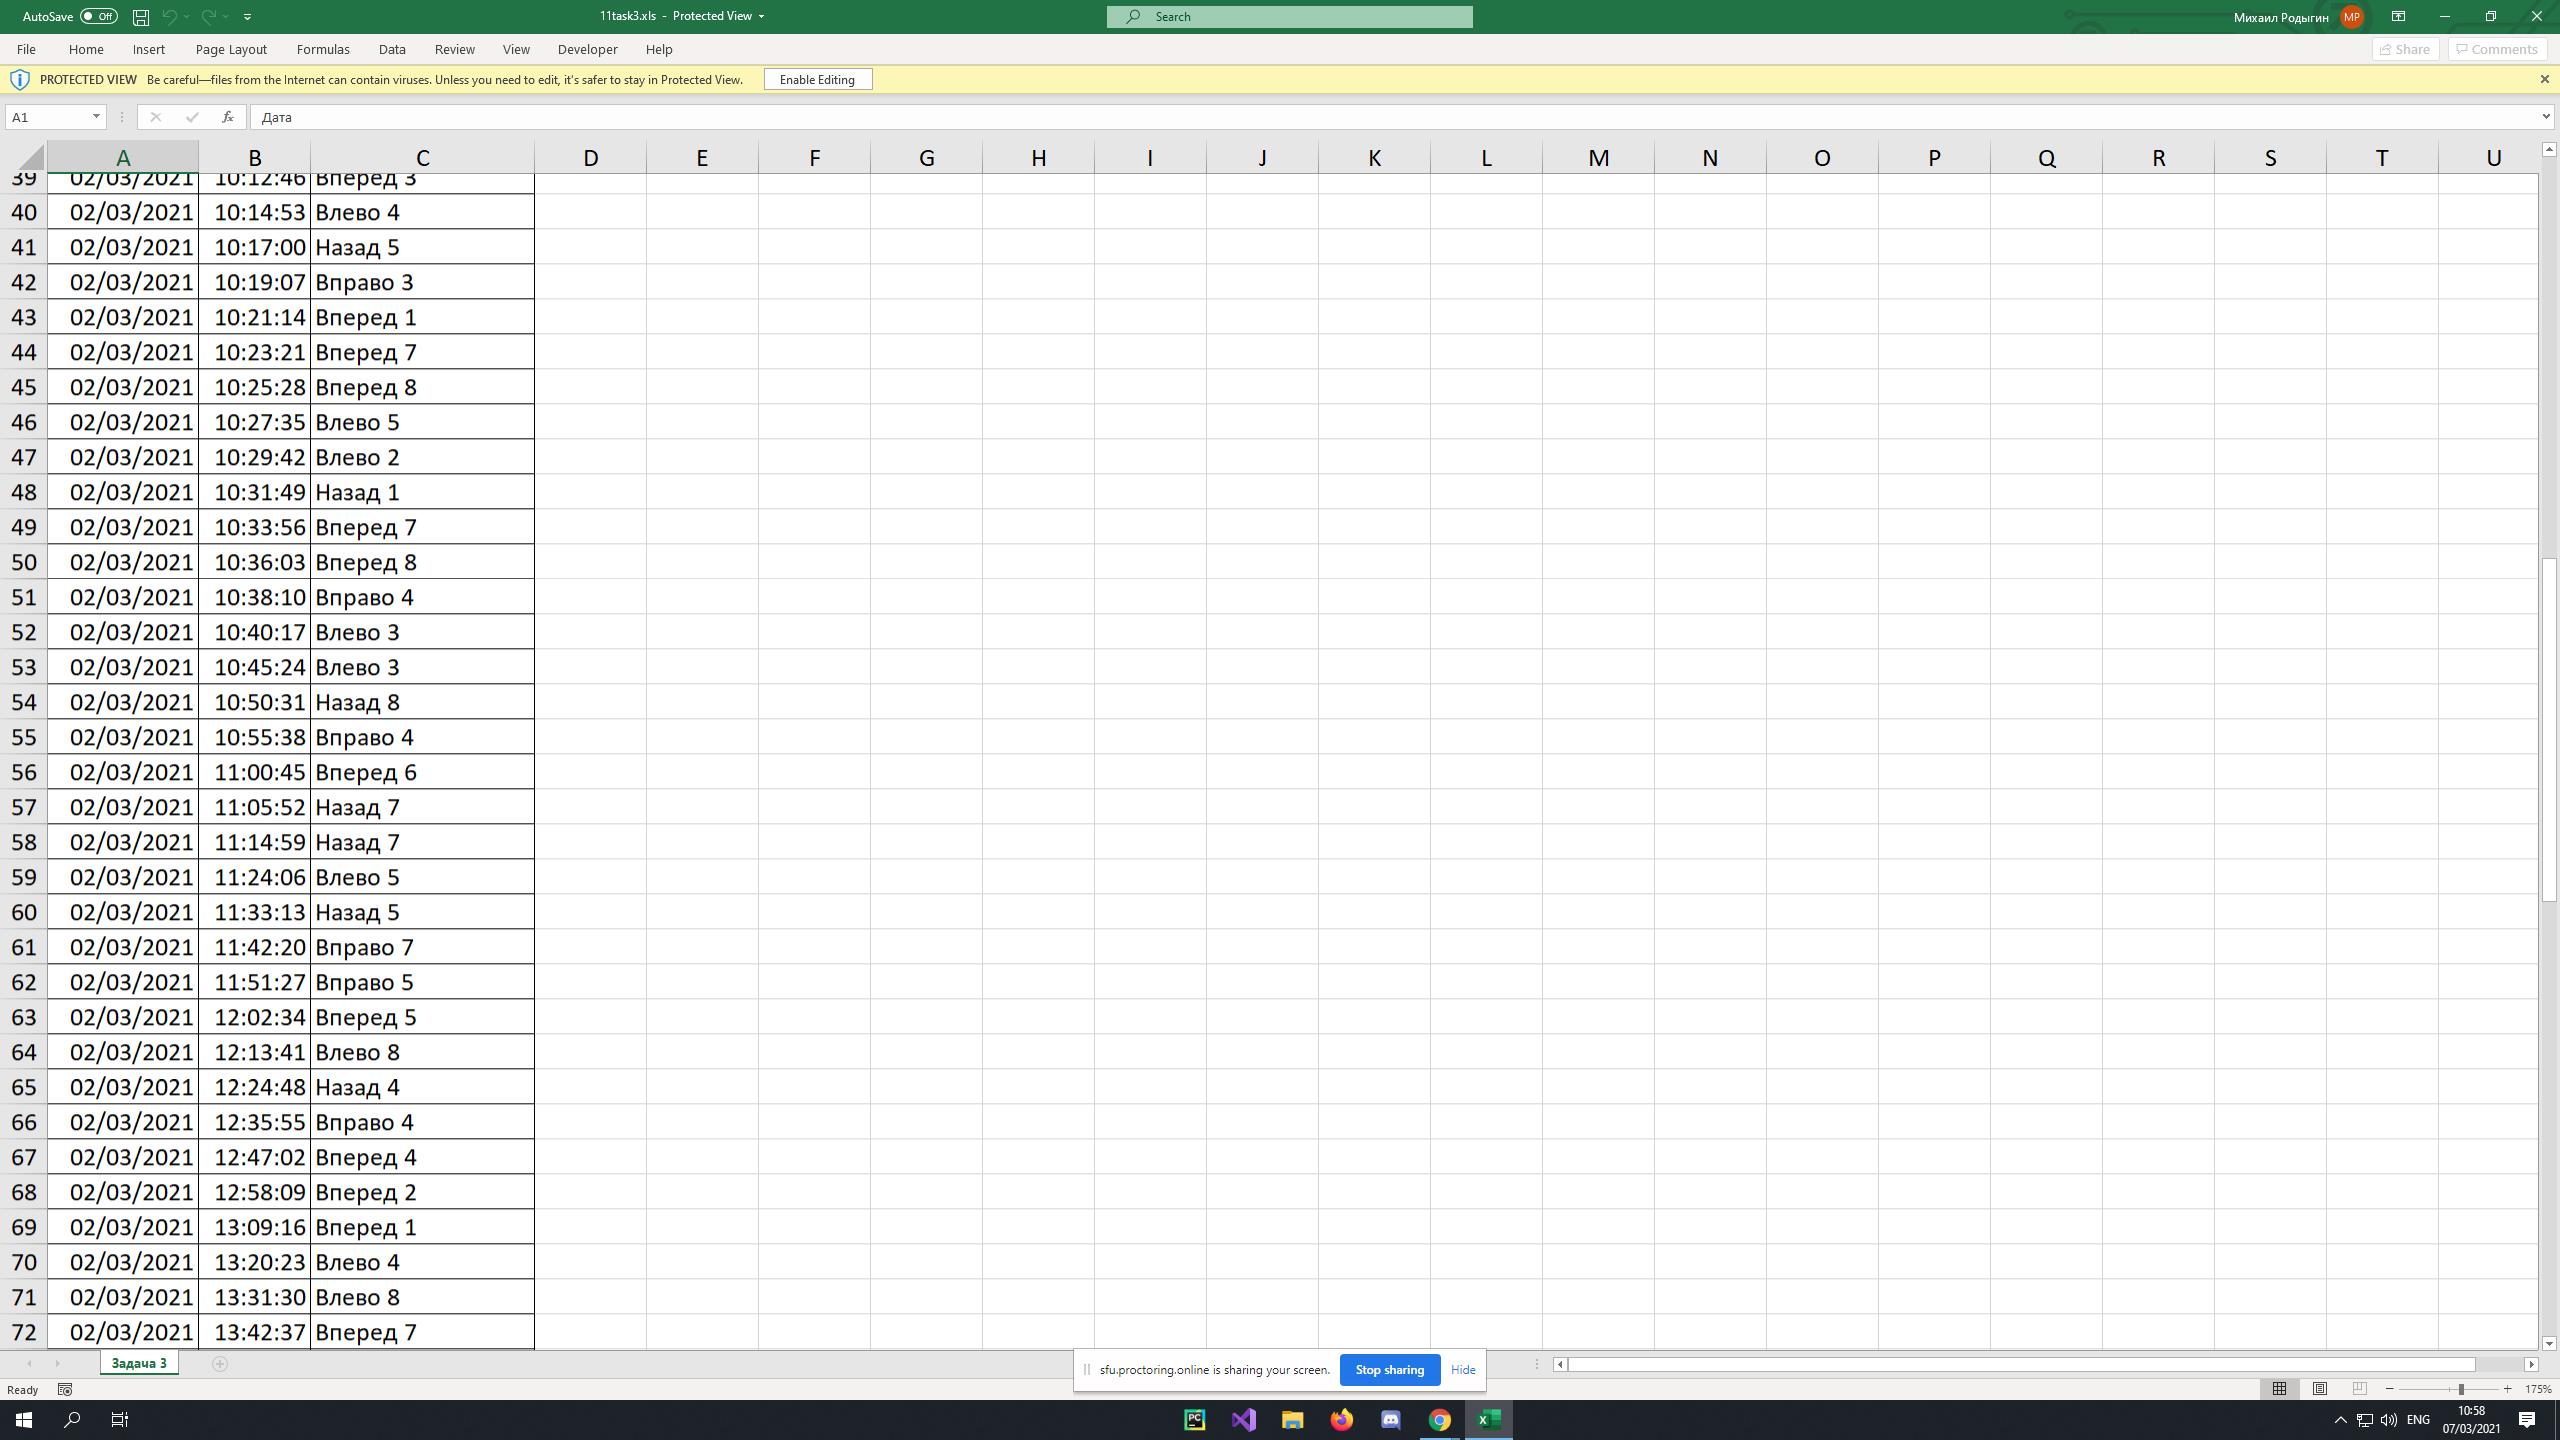 AutoSave Off 11task3.xls - Protected View Search Михаил Родыгин МР
File Home Insert Page Layout Formulas Data Review View Developer Help Share Comments
PROTECTED VIEW Be careful—files from the Internet can contain viruses. Unless you need to edit, it's safer to stay in Protected View. Enable Editing
A1 fx Дата
A B C D E F G H I J K L M N O P Q R S T U
39 02/03/2021 10:12:46 Вперед 3
40 02/03/2021 10:14:53 Влево 4
41 02/03/2021 10:17:00 Назад 5
42 02/03/2021 10:19:07 Вправо 3
43 02/03/2021 10:21:14 Вперед 1
44 02/03/2021 10:23:21 Вперед 7
45 02/03/2021 10:25:28 Вперед 8
46 02/03/2021 10:27:35 Влево 5
47 02/03/2021 10:29:42 Влево 2
48 02/03/2021 10:31:49 Назад 1
49 02/03/2021 10:33:56 Вперед 7
50 02/03/2021 10:36:03 Вперед 8
51 02/03/2021 10:38:10 Вправо 4
52 02/03/2021 10:40:17 Влево 3
53 02/03/2021 10:45:24 Влево 3
54 02/03/2021 10:50:31 Назад 8
55 02/03/2021 10:55:38 Вправо 4
56 02/03/2021 11:00:45 Вперед 6
57 02/03/2021 11:05:52 Назад 7
58 02/03/2021 11:14:59 Назад 7
59 02/03/2021 11:24:06 Влево 5
60 02/03/2021 11:33:13 Назад 5
61 02/03/2021 11:42:20 Вправо 7
62 02/03/2021 11:51:27 Вправо 5
63 02/03/2021 12:02:34 Вперед 5
64 02/03/2021 12:13:41 Влево 8
65 02/03/2021 12:24:48 Назад 4
66 02/03/2021 12:35:55 Вправо 4
67 02/03/2021 12:47:02 Вперед 4
68 02/03/2021 12:58:09 Вперед 2
69 02/03/2021 13:09:16 Вперед 1
70 02/03/2021 13:20:23 Влево 4
71 02/03/2021 13:31:30 Влево 8
72 02/03/2021 13:42:37 Вперед 7
Задача 3
sfu.proctoring.online is sharing your screen. Stop sharing Hide
Ready 175%
PC ENG 10:58
07/03/2021